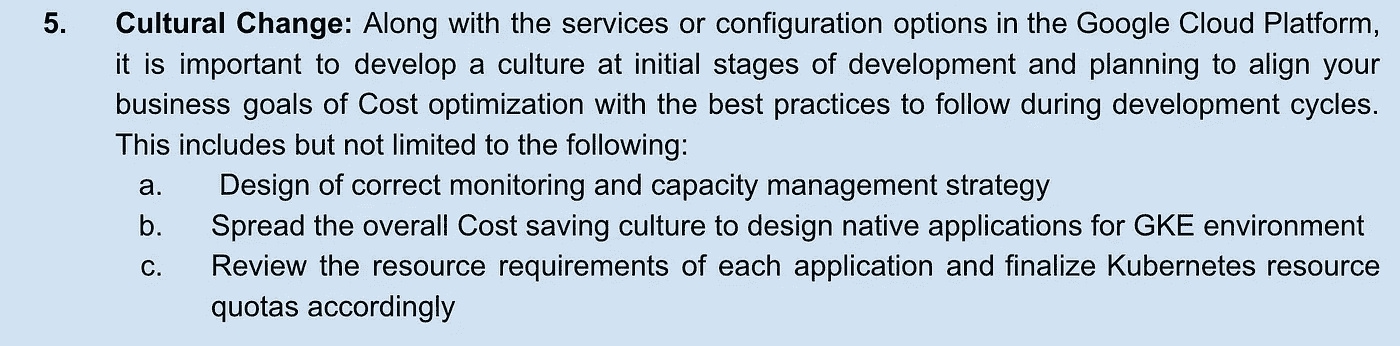 5. Cultural Change: Along with the services or configuration options in the Google Cloud Platform,
it is important to develop a culture at initial stages of development and planning to align your
business goals of Cost optimization with the best practices to follow during development cycles.
This includes but not limited to the following:
a. Design of correct monitoring and capacity management strategy
b. Spread the overall Cost saving culture to design native applications for GKE environment
c. Review the resource requirements of each application and finalize Kubernetes resource
quotas accordingly